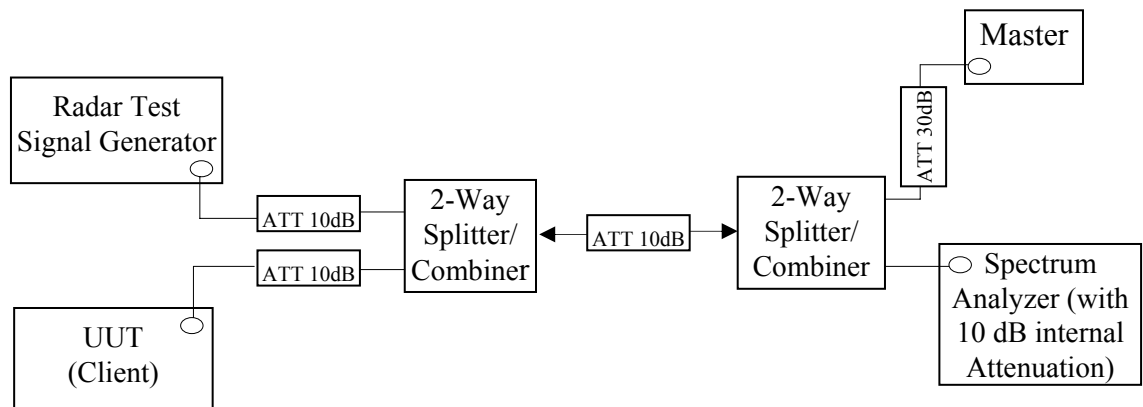 Radar Test
Signal Generator
ATT 10dB
ATT 10dB
UUT
(Client)
2-Way
Splitter/
Combiner
ATT 10dB
2-Way
Splitter/
Combiner
ATT 30dB
Master
Spectrum
Analyzer (with
10 dB internal
Attenuation)